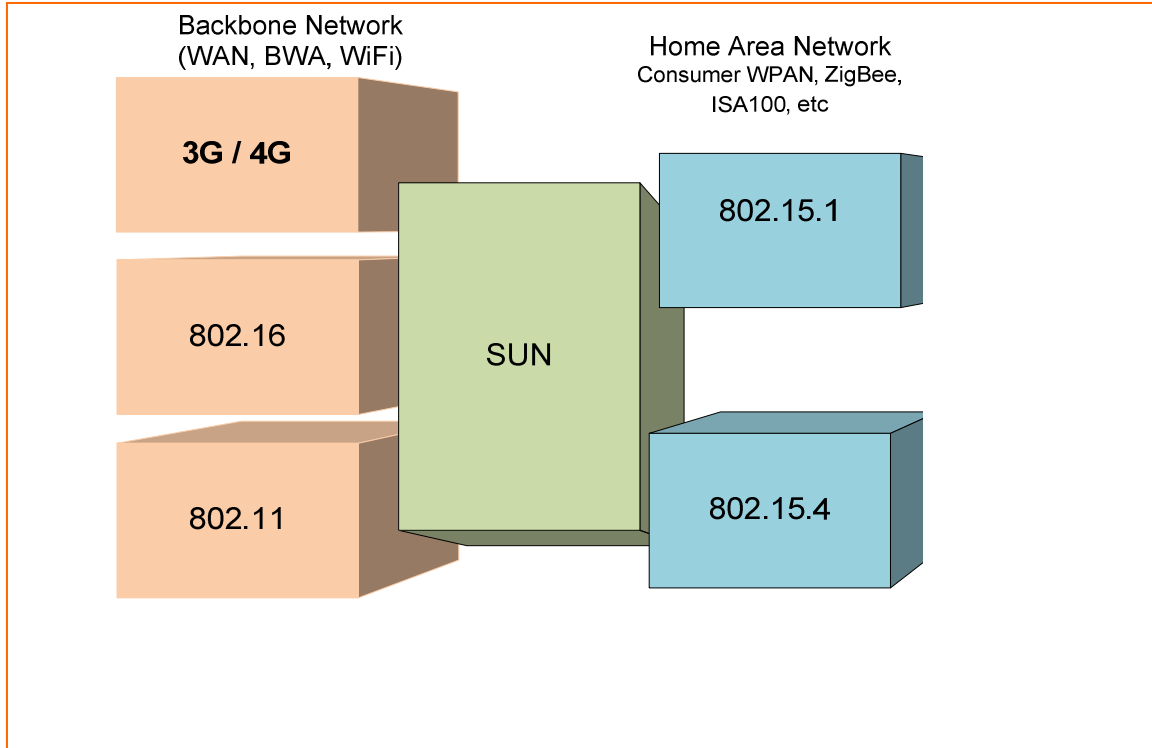 Backbone Network
(WAN, BWA, WiFi)
Home Area Network
Consumer WPAN, ZigBee,
ISA100, etc
3G / 4G
802.15.1
802.16
SUN
802.11
802.15.4